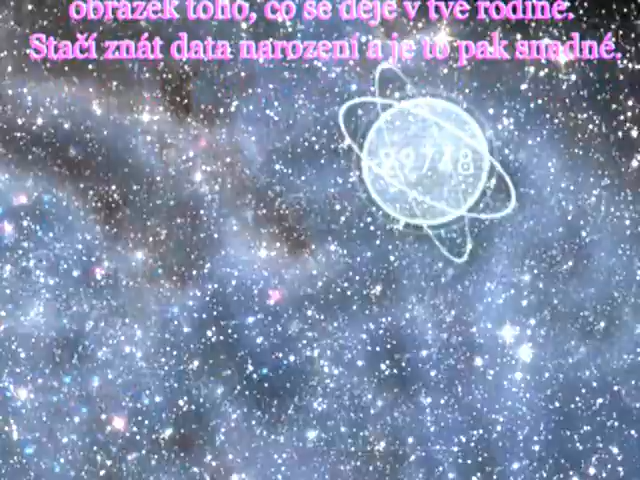 obrázek toho, co se děje v tvé rodině.
Stačí znát data narození a je to pak snadné.